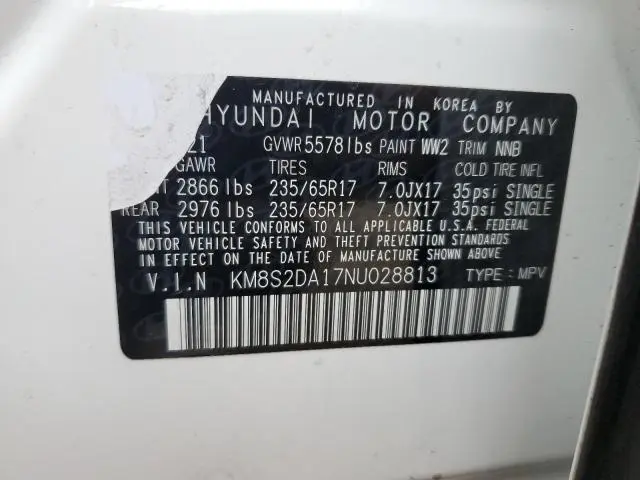 MANUFACTURED IN KOREA BY
HYUNDAI MOTOR COMPANY
21 GVWR 5578lbs PAINT WW2 TRIM NNB
GAWR TIRES RIMS COLD TIRE INFL
T 2866 lbs 235/65R17 7.0JX17 35psi SINGLE
REAR 2976 lbs 235/65R17 7.0JX17 35psi SINGLE
THIS VEHICLE CONFORMS TO ALL APPLICABLE U.S.A. FEDERAL
MOTOR VEHICLE SAFETY AND THEFT PREVENTION STANDARDS
IN EFFECT ON THE DATE OF MANUFACTURE SHOWN ABOVE.
V.I.N KM8S2DA17NU028813 TYPE: MPV